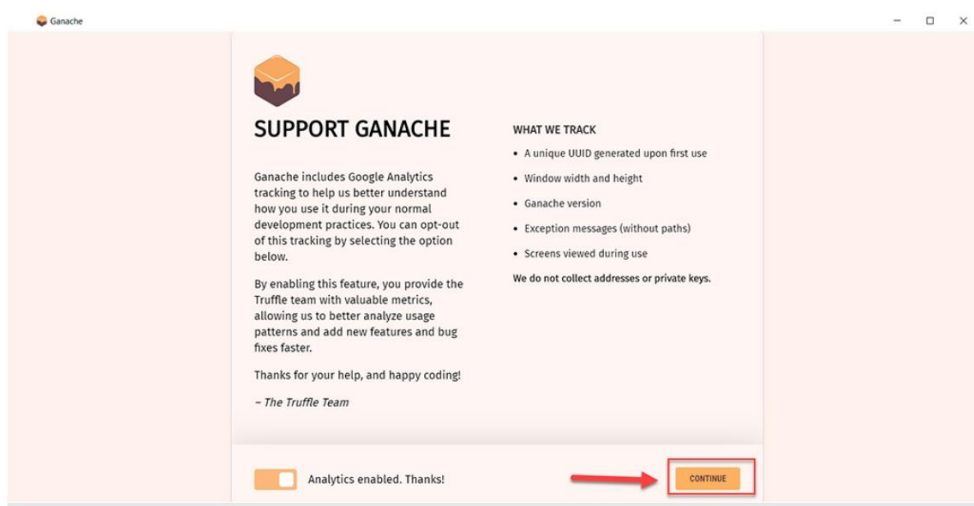 Ganache
SUPPORT GANACHE
Ganache includes Google Analytics
tracking to help us better understand
how you use it during your normal
development practices. You can opt-out
of this tracking by selecting the option
below.
By enabling this feature, you provide the
Truffle team with valuable metrics,
allowing us to better analyze usage
patterns and add new features and bug
fixes faster.
Thanks for your help, and happy coding!
– The Truffle Team
WHAT WE TRACK
• A unique UUID generated upon first use
• Window width and height
• Ganache version
• Exception messages (without paths)
• Screens viewed during use
We do not collect addresses or private keys.
Analytics enabled. Thanks!
CONTINUE